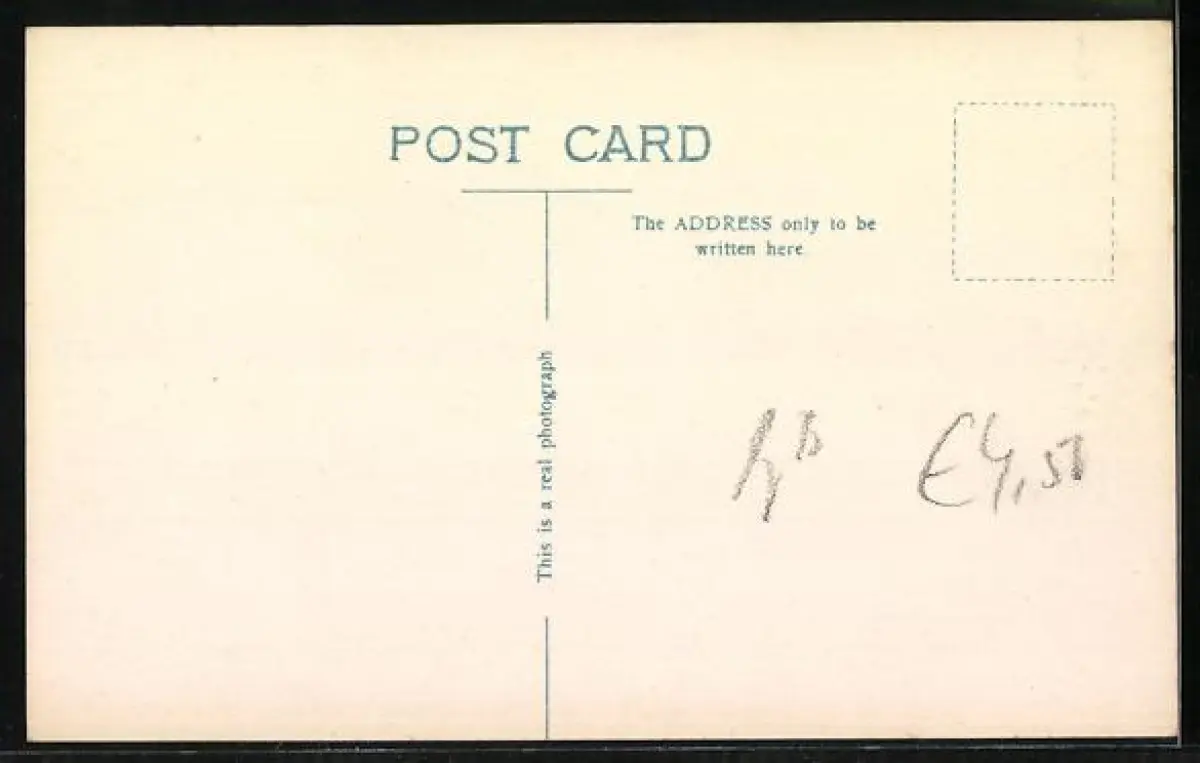 POST CARD
The ADDRESS only to be
written here
This is a real photograph
€4,50